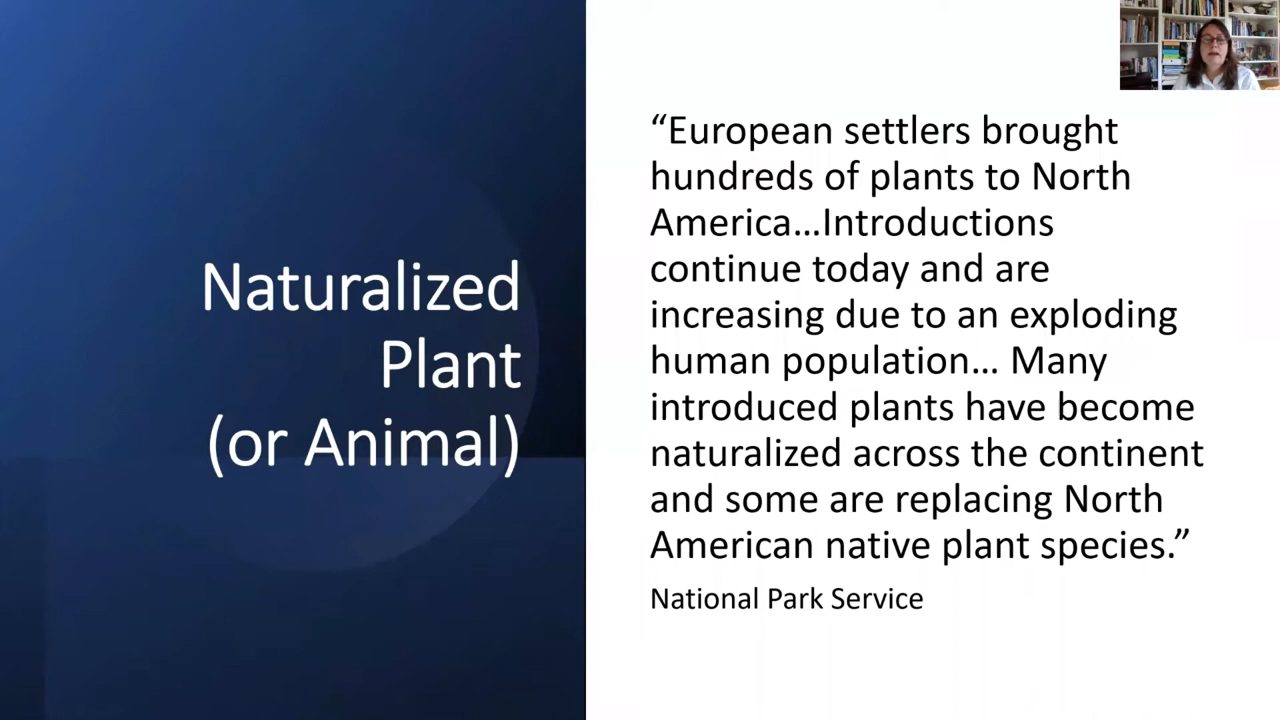 Naturalized
Plant
(or Animal)
“European settlers brought
hundreds of plants to North
America…Introductions
continue today and are
increasing due to an exploding
human population… Many
introduced plants have become
naturalized across the continent
and some are replacing North
American native plant species.”
National Park Service